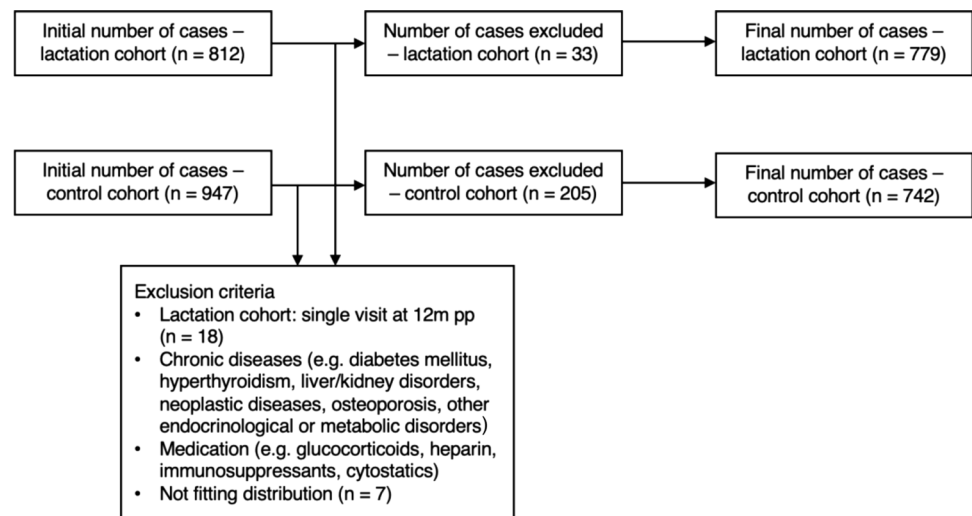 Initial number of cases –
lactation cohort (n = 812)
Number of cases excluded
– lactation cohort (n = 33)
Final number of cases –
lactation cohort (n = 779)
Initial number of cases –
control cohort (n = 947)
Number of cases excluded
– control cohort (n = 205)
Final number of cases –
control cohort (n = 742)
Exclusion criteria
• Lactation cohort: single visit at 12m pp
(n = 18)
• Chronic diseases (e.g. diabetes mellitus,
hyperthyroidism, liver/kidney disorders,
neoplastic diseases, osteoporosis, other
endocrinological or metabolic disorders)
• Medication (e.g. glucocorticoids, heparin,
immunosuppressants, cytostatics)
• Not fitting distribution (n = 7)